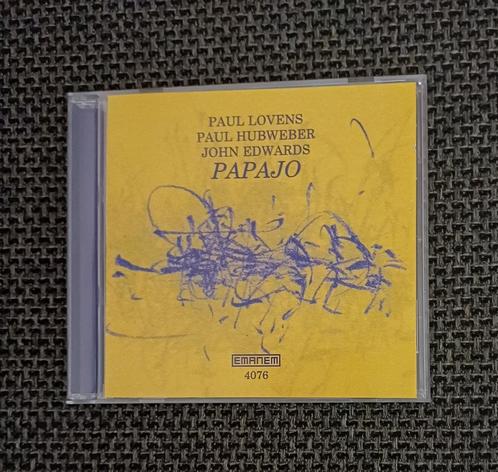 PAUL LOVENS
PAUL HUBWEBER
JOHN EDWARDS
PAPAJO
EMANEM
4076